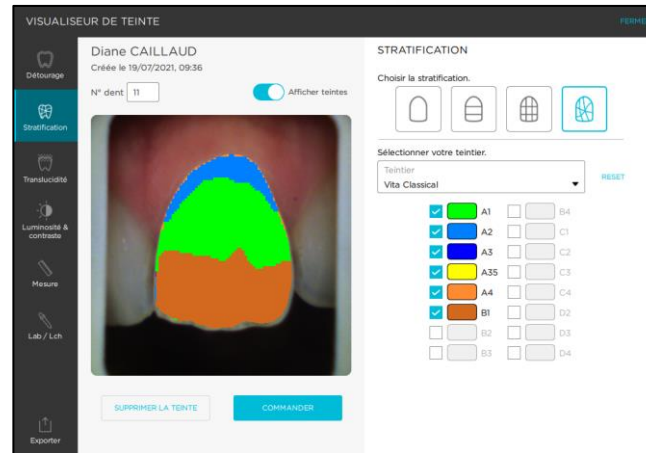 VISUALISEUR DE TEINTE
FERME
Détourage
Stratification
Translucidité
Luminosité &
contraste
Mesure
Lab / Lch
Exporter
Diane CAILLAUD
Créée le 19/07/2021, 09:36
N° dent 11
Afficher teintes
SUPPRIMER LA TEINTE
COMMANDER
STRATIFICATION
Choisir la stratification.
Sélectionner votre teintier.
Teintier
Vita Classical
RESET
A1 B4
A2 C1
A3 C2
A35 C3
A4 C4
B1 D2
B2 D3
B3 D4